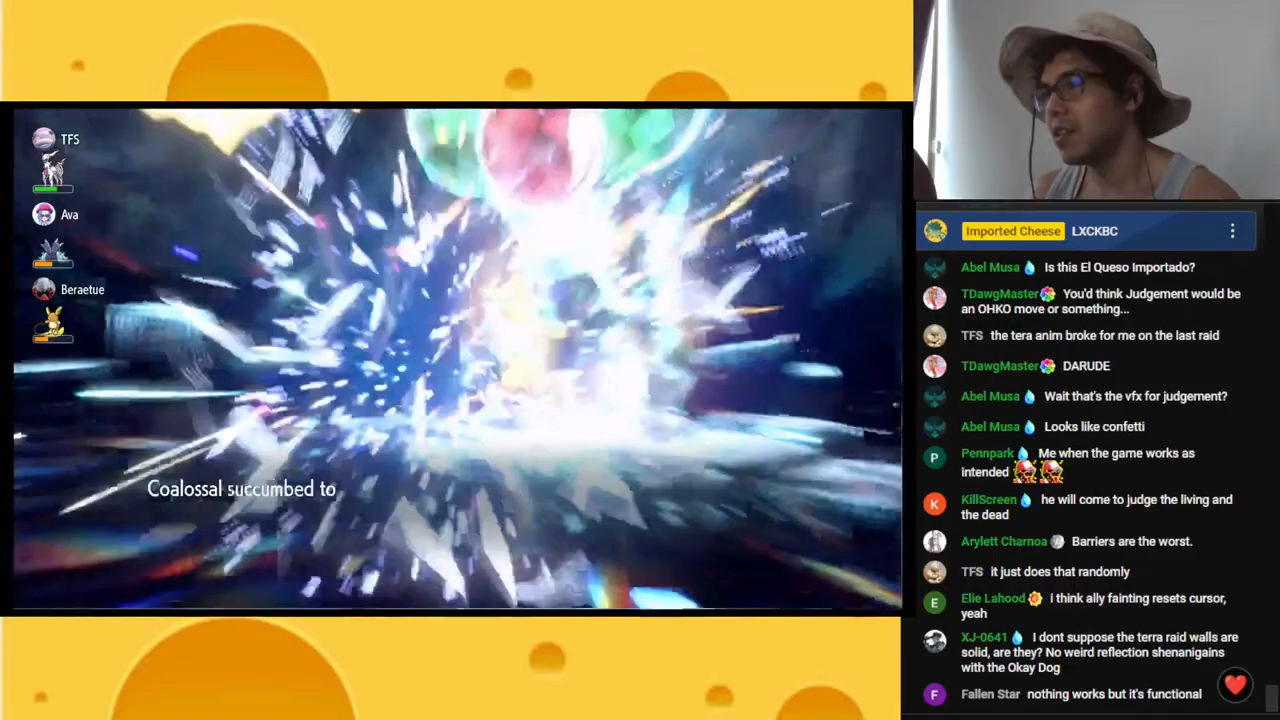 TFS
Ava
Beraetue
Coalossal succumbed to
Imported Cheese LXCKBC
Abel Musa Is this El Queso Importado?
TDawgMaster You'd think Judgement would be
an OHKO move or something...
TFS the tera anim broke for me on the last raid
TDawgMaster DARUDE
Abel Musa Wait that's the vfx for judgement?
Abel Musa Looks like confetti
P
Pennpark Me when the game works as
intended
K
KillScreen he will come to judge the living and
the dead
Arylett Charnoa Barriers are the worst.
TFS it just does that randomly
E
Elie Lahood i think ally fainting resets cursor,
yeah
XJ-0641 I dont suppose the terra raid walls are
solid, are they? No weird reflection shenanigains
with the Okay Dog
F
Fallen Star nothing works but it's functional